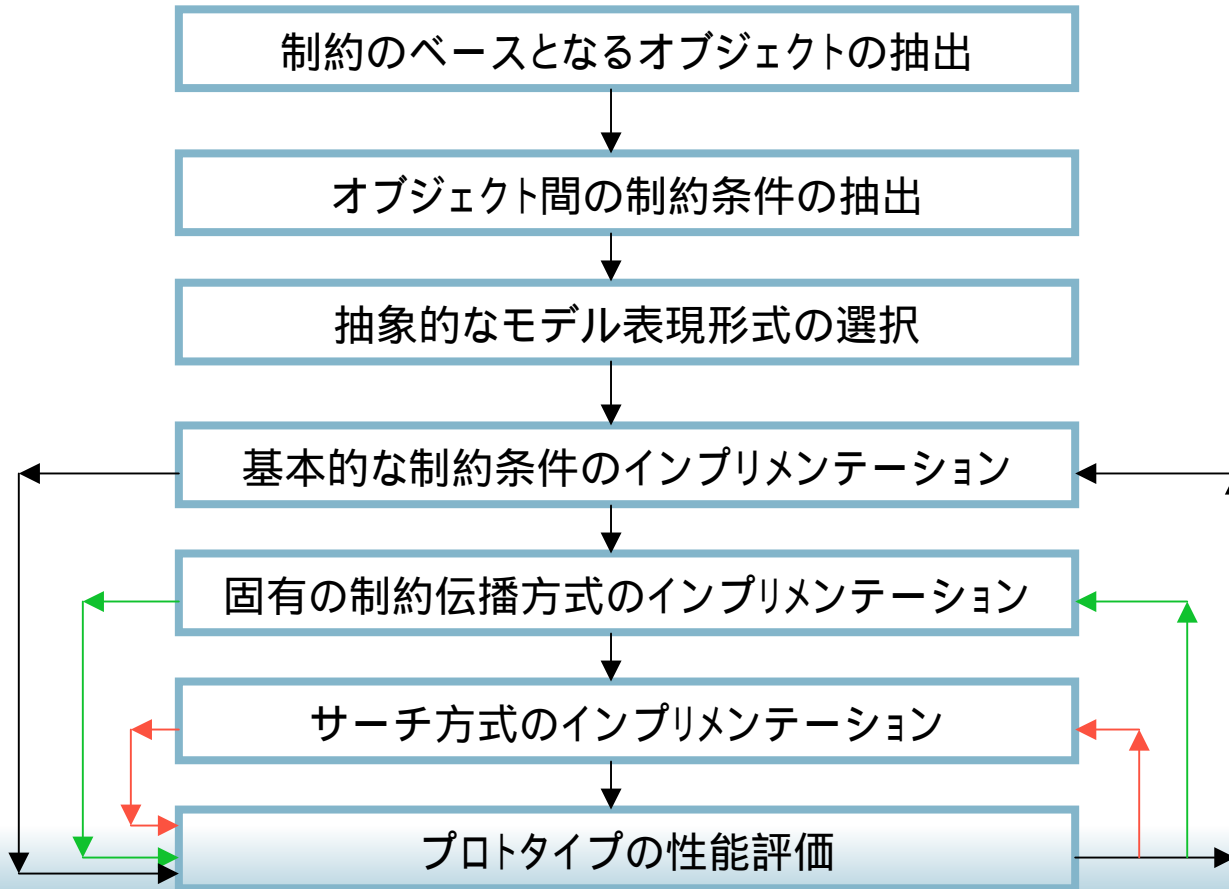 制約のベースとなるオブジェクトの抽出
オブジェクト間の制約条件の抽出
抽象的なモデル表現形式の選択
基本的な制約条件のインプリメンテーション
固有の制約伝播方式のインプリメンテーション
サーチ方式のインプリメンテーション
プロトタイプの性能評価